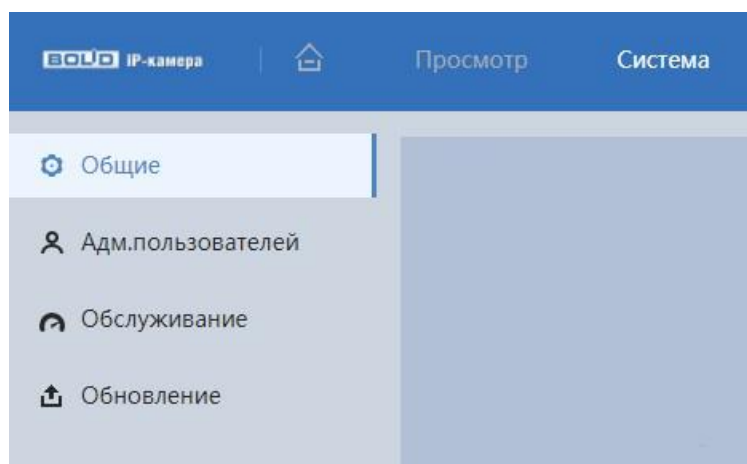 BOLID IP-камера
Просмотр
Система
Общие
Адм.пользователей
Обслуживание
Обновление